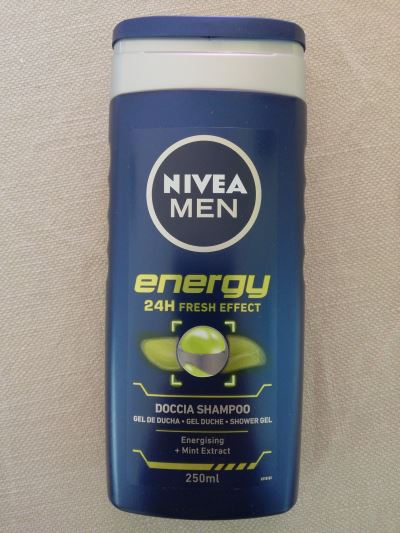 NIVEA
MEN
energy
24H FRESH EFFECT
DOCCIA SHAMPOO
GEL DE DUCHA • GEL DUCHE • SHOWER GEL
Energising
+ Mint Extract
250ml